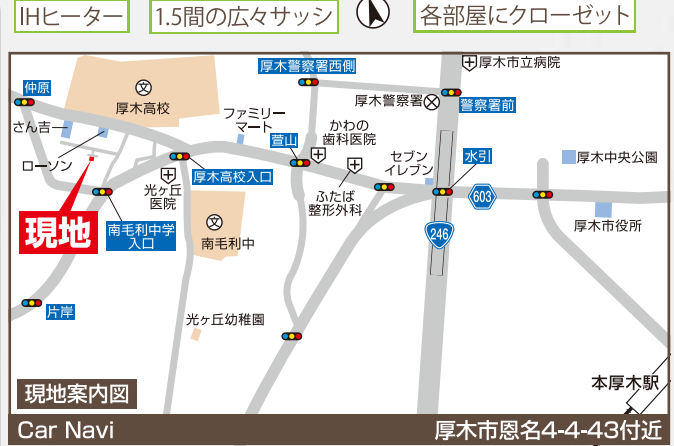 IHヒーター
1.5間の広々サッシ
各部屋にクローゼット
厚木市立病院
厚木警察署西側
仲原
文
厚木高校
厚木警察署
警察署前
ファミリー
マート
さん吉
かわの
歯科医院
萱山
セブン
イレブン
水引
厚木中央公園
ローソン
厚木高校入口
光ヶ丘
医院
ふたば
整形外科
603
現地
南毛利中学
入口
文
南毛利中
246
厚木市役所
片岸
光ヶ丘幼稚園
現地案内図
本厚木駅
Car Navi
厚木市恩名4-4-43付近